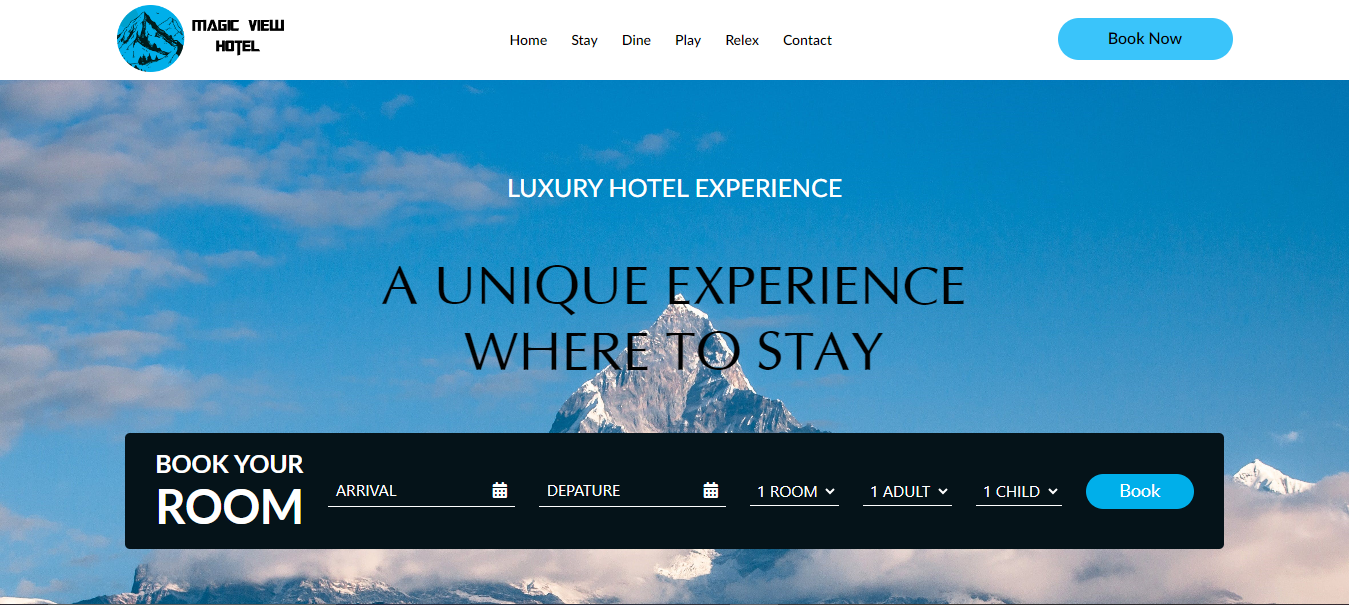 MAGIC VIEW
HOTEL
Home Stay Dine Play Relex Contact
Book Now
LUXURY HOTEL EXPERIENCE
A UNIQUE EXPERIENCE
WHERE TO STAY
BOOK YOUR
ROOM
ARRIVAL
DEPATURE
1 ROOM
1 ADULT
1 CHILD
Book